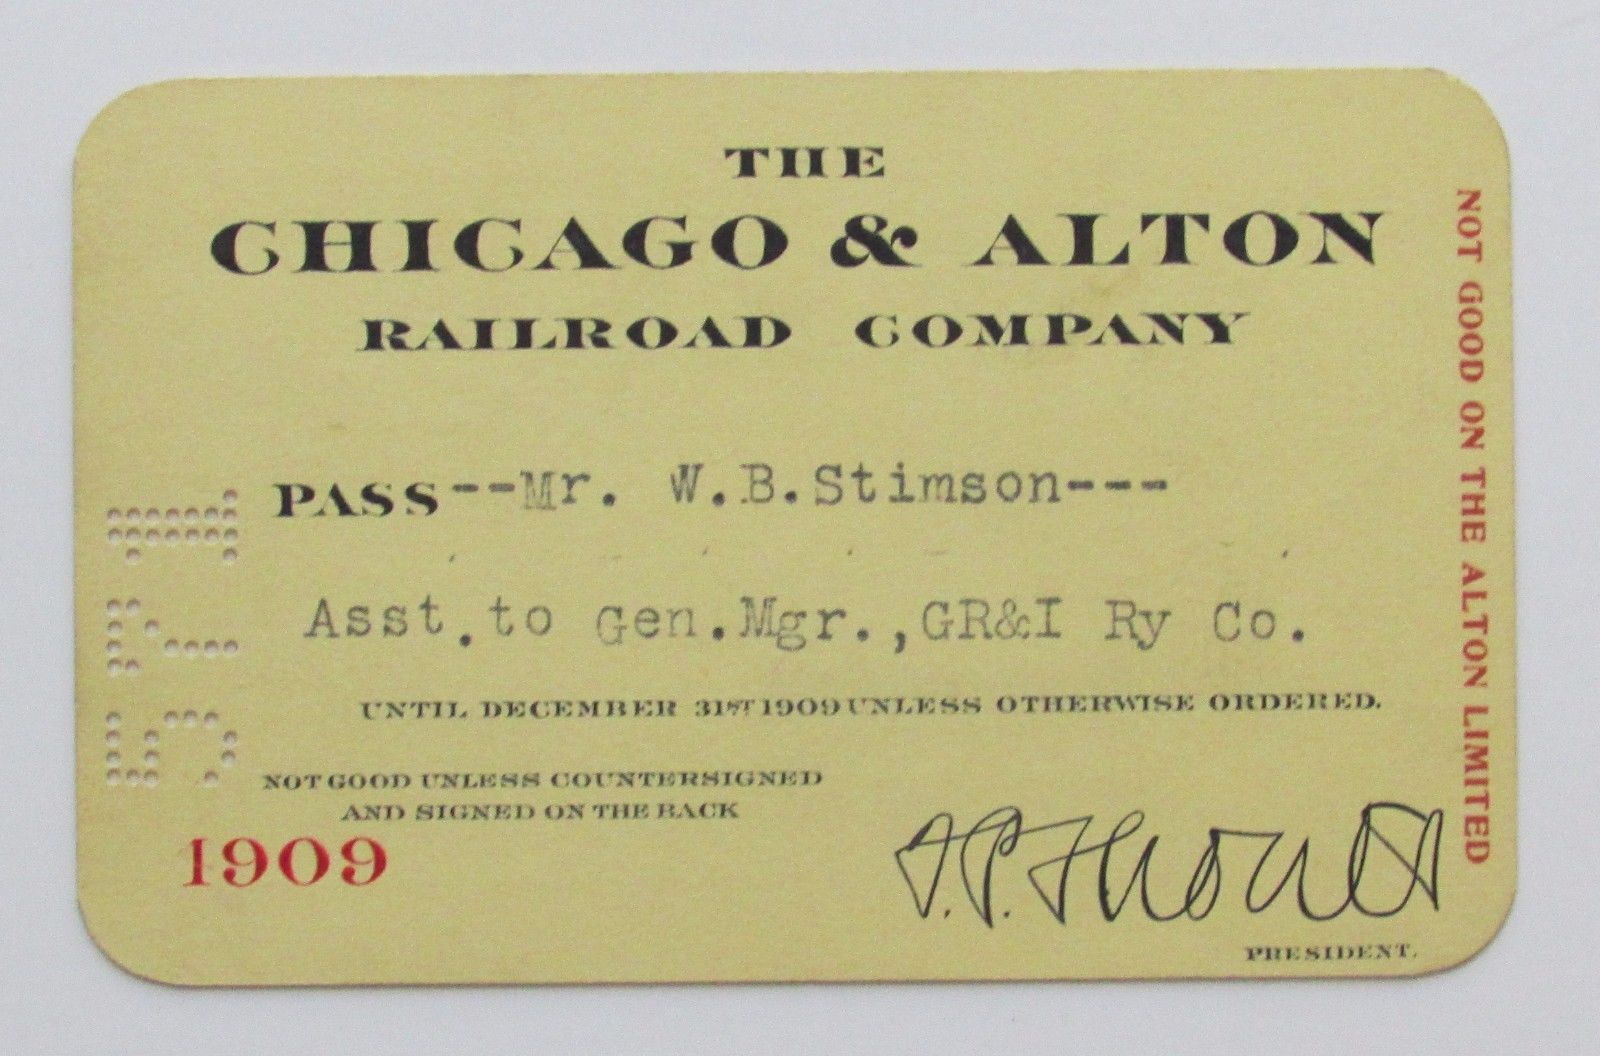 THE
CHICAGO & ALTON
RAILROAD COMPANY
PASS--Mr. W.B.Stimson---
Asst.to Gen.Mgr.,GR&I Ry Co.
UNTIL DECEMBER 31ST 1909 UNLESS OTHERWISE ORDERED.
NOT GOOD UNLESS COUNTERSIGNED
AND SIGNED ON THE BACK
1909
PRESIDENT.
NOT GOOD ON THE ALTON LIMITED